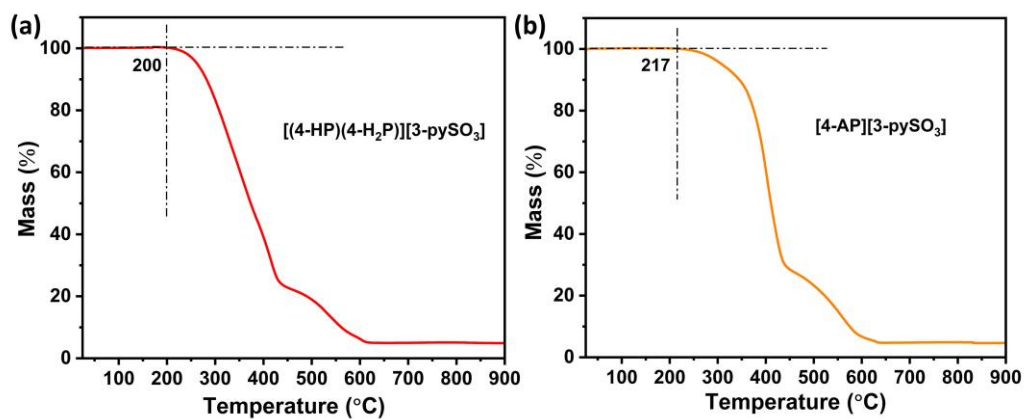 (a)
100
80
60
40
20
0
Mass (%)
200
[(4-HP)(4-H₂P)][3-pySO₃]
100 200 300 400 500 600 700 800 900
Temperature (°C)
(b)
100
80
60
40
20
0
Mass (%)
217
[4-AP][3-pySO₃]
100 200 300 400 500 600 700 800 900
Temperature (°C)